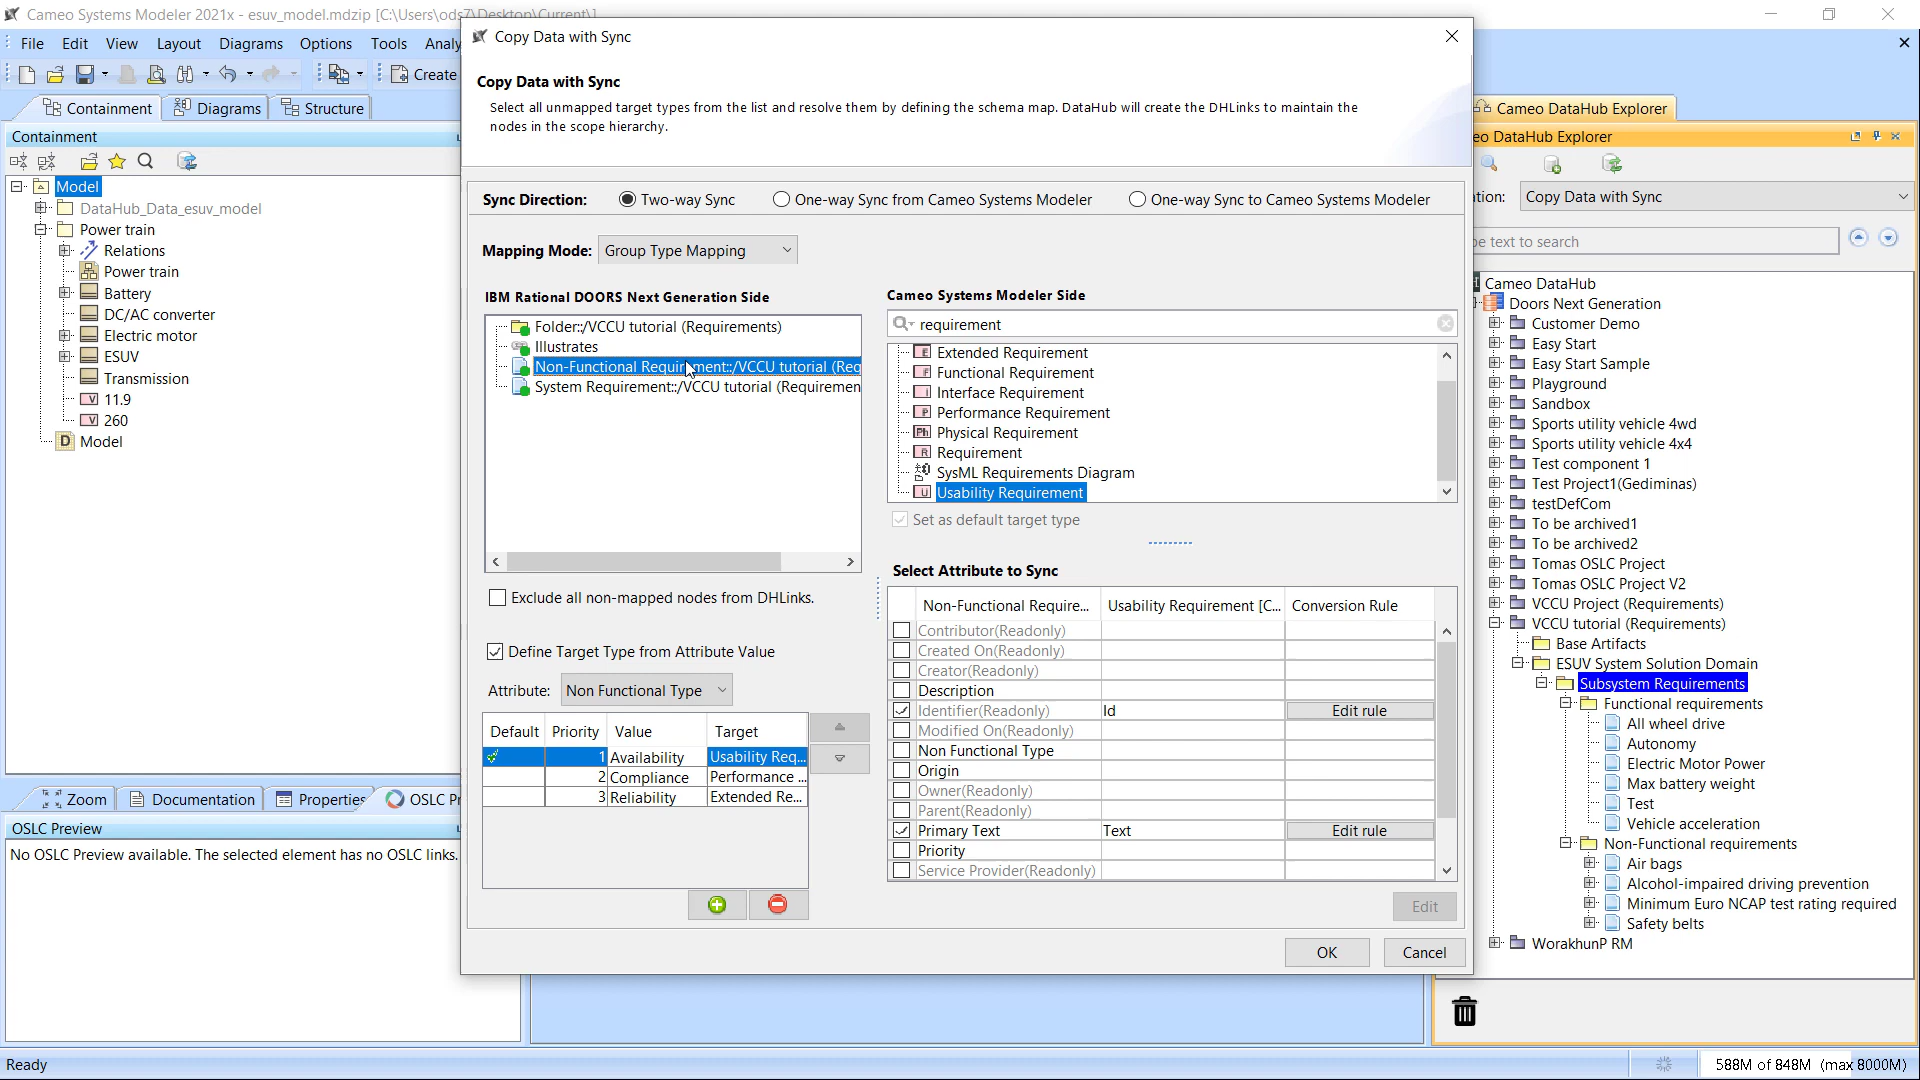 Cameo Systems Modeler 2021x - esuv_model.mdzip [C:\Users\ods7\Desktop\Current\]
File Edit View Layout Diagrams Options Tools Analy
Create
Containment Diagrams Structure
Containment
Model
DataHub_Data_esuv_model
Power train
Relations
Power train
Battery
DC/AC converter
Electric motor
ESUV
Transmission
11.9
260
Model
Zoom Documentation Properties OSLC Pr
OSLC Preview
No OSLC Preview available. The selected element has no OSLC links.
Ready
Copy Data with Sync
Copy Data with Sync
Select all unmapped target types from the list and resolve them by defining the schema map. DataHub will create the DHLinks to maintain the
nodes in the scope hierarchy.
Sync Direction: Two-way Sync One-way Sync from Cameo Systems Modeler One-way Sync to Cameo Systems Modeler
Mapping Mode: Group Type Mapping
IBM Rational DOORS Next Generation Side
Folder::/VCCU tutorial (Requirements)
Illustrates
Non-Functional Requirement::/VCCU tutorial (Req
System Requirement::/VCCU tutorial (Requiremen
Exclude all non-mapped nodes from DHLinks.
Define Target Type from Attribute Value
Attribute: Non Functional Type
Default Priority Value Target
1 Availability Usability Req...
2 Compliance Performance ...
3 Reliability Extended Re...
Cameo Systems Modeler Side
requirement
Extended Requirement
Functional Requirement
Interface Requirement
Performance Requirement
Physical Requirement
Requirement
SysML Requirements Diagram
Usability Requirement
Set as default target type
Select Attribute to Sync
Non-Functional Require... Usability Requirement [C... Conversion Rule
Contributor(Readonly)
Created On(Readonly)
Creator(Readonly)
Description
Identifier(Readonly) Id Edit rule
Modified On(Readonly)
Non Functional Type
Origin
Owner(Readonly)
Parent(Readonly)
Primary Text Text Edit rule
Priority
Service Provider(Readonly)
Edit
OK Cancel
Cameo DataHub Explorer
eo DataHub Explorer
tion: Copy Data with Sync
pe text to search
Cameo DataHub
Doors Next Generation
Customer Demo
Easy Start
Easy Start Sample
Playground
Sandbox
Sports utility vehicle 4wd
Sports utility vehicle 4x4
Test component 1
Test Project1(Gediminas)
testDefCom
To be archived1
To be archived2
Tomas OSLC Project
Tomas OSLC Project V2
VCCU Project (Requirements)
VCCU tutorial (Requirements)
Base Artifacts
ESUV System Solution Domain
Subsystem Requirements
Functional requirements
All wheel drive
Autonomy
Electric Motor Power
Max battery weight
Test
Vehicle acceleration
Non-Functional requirements
Air bags
Alcohol-impaired driving prevention
Minimum Euro NCAP test rating required
Safety belts
WorakhunP RM
588M of 848M (max 8000M)